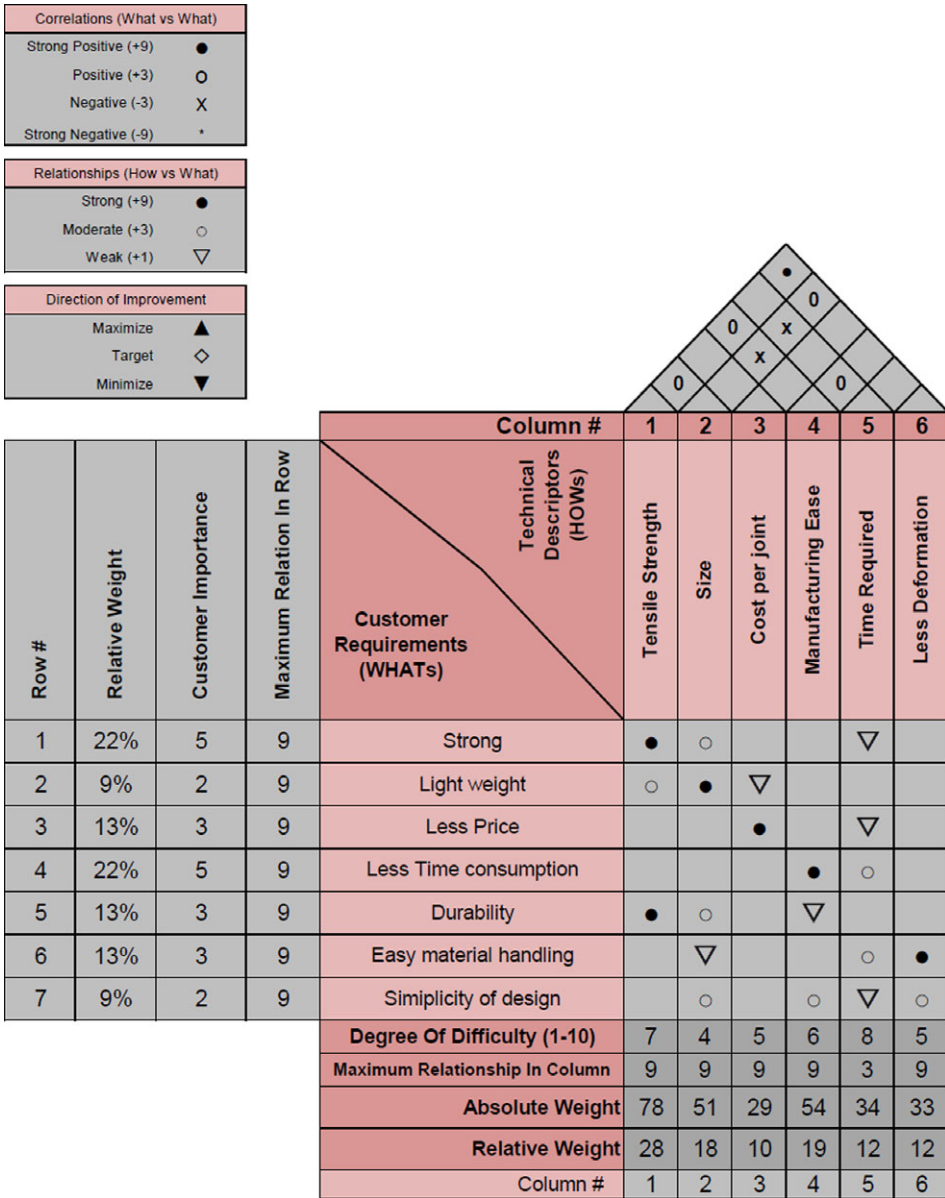 Correlations (What vs What)
Strong Positive (+9) ●
Positive (+3) O
Negative (-3) X
Strong Negative (-9) *
Relationships (How vs What)
Strong (+9) ●
Moderate (+3) ○
Weak (+1) ▽
Direction of Improvement
Maximize ▲
Target ◇
Minimize ▼
●
O
O X
X
O O
Column # 1 2 3 4 5 6
Row #
Relative Weight
Customer Importance
Maximum Relation In Row
Technical
Descriptors
(HOWs)
Customer
Requirements
(WHATs)
Tensile Strength
Size
Cost per joint
Manufacturing Ease
Time Required
Less Deformation
1 22% 5 9 Strong ● ○ ▽
2 9% 2 9 Light weight ○ ● ▽
3 13% 3 9 Less Price ● ▽
4 22% 5 9 Less Time consumption ● ○
5 13% 3 9 Durability ● ○ ▽
6 13% 3 9 Easy material handling ▽ ○ ●
7 9% 2 9 Simiplicity of design ○ ○ ▽ ○
Degree Of Difficulty (1-10) 7 4 5 6 8 5
Maximum Relationship In Column 9 9 9 9 3 9
Absolute Weight 78 51 29 54 34 33
Relative Weight 28 18 10 19 12 12
Column # 1 2 3 4 5 6